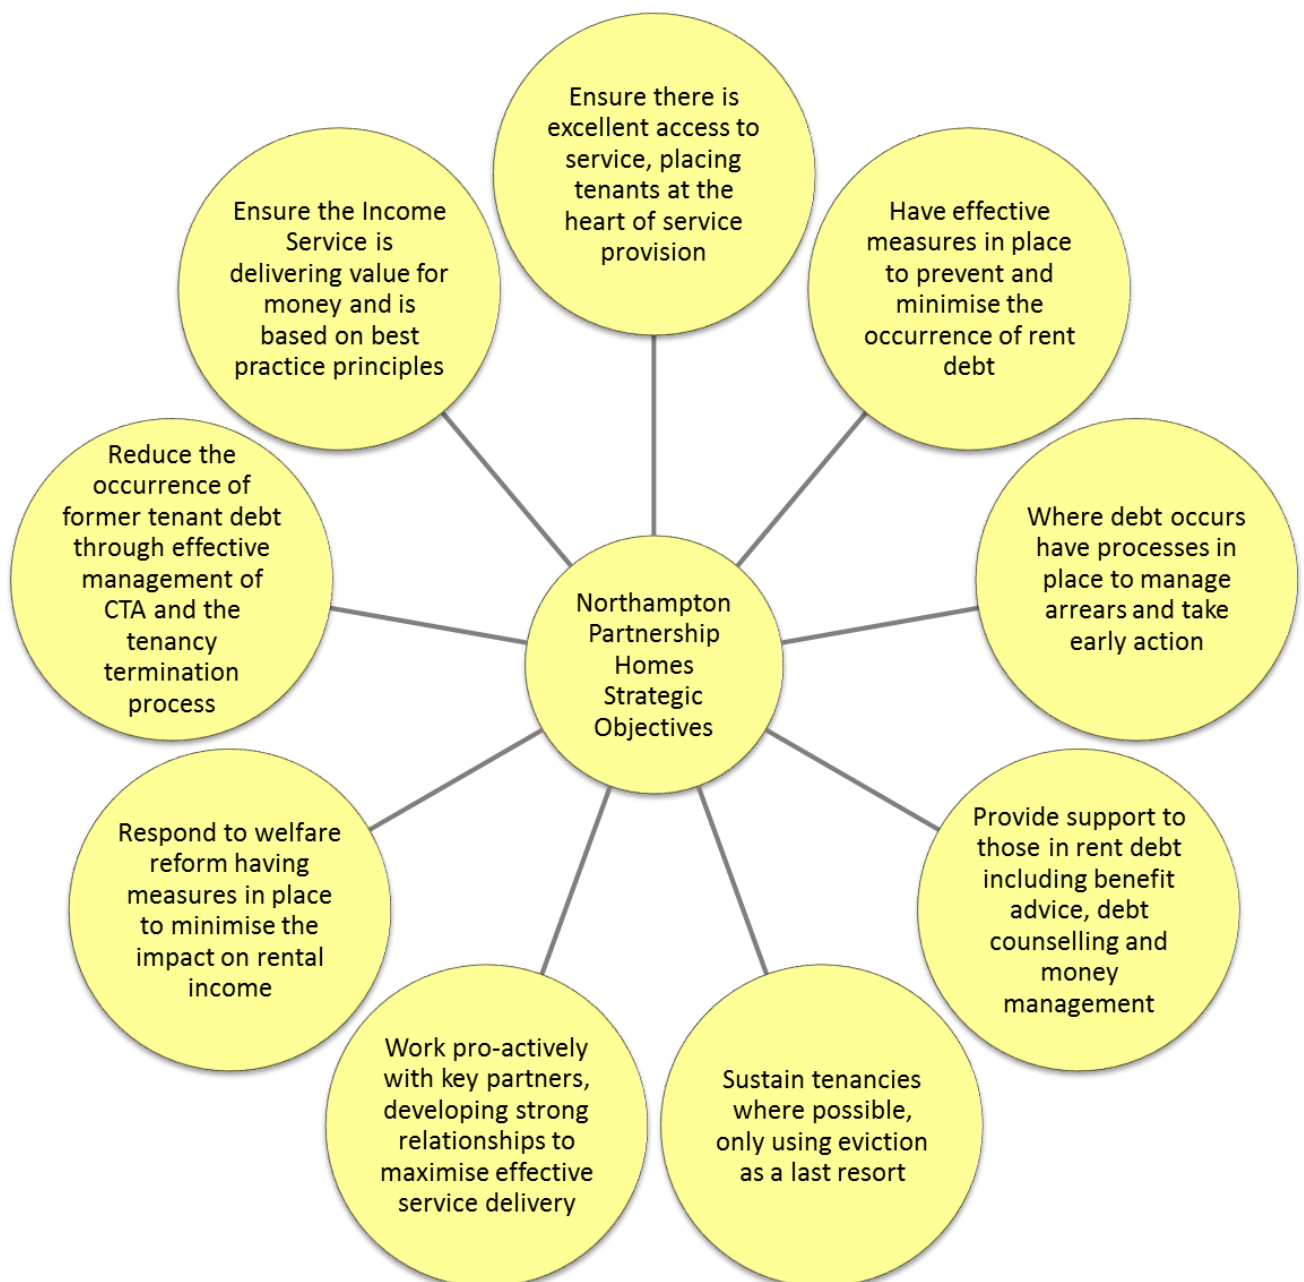 Ensure there is
excellent access to
service, placing
tenants at the
heart of service
provision
Have effective
measures in place
to prevent and
minimise the
occurrence of rent
debt
Where debt occurs
have processes in
place to manage
arrears and take
early action
Provide support to
those in rent debt
including benefit
advice, debt
counselling and
money
management
Sustain tenancies
where possible,
only using eviction
as a last resort
Work pro-actively
with key partners,
developing strong
relationships to
maximise effective
service delivery
Respond to welfare
reform having
measures in place
to minimise the
impact on rental
income
Reduce the
occurrence of
former tenant debt
through effective
management of
CTA and the
tenancy
termination
process
Ensure the Income
Service is
delivering value for
money and is
based on best
practice principles
Northampton
Partnership
Homes
Strategic
Objectives